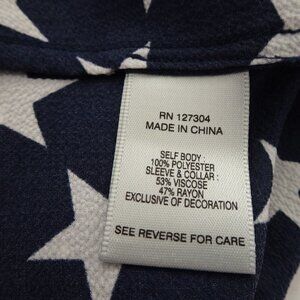 RN 127304
MADE IN CHINA
SELF BODY :
100% POLYESTER
SLEEVE & COLLAR :
53% VISCOSE
47% RAYON
EXCLUSIVE OF DECORATION
SEE REVERSE FOR CARE